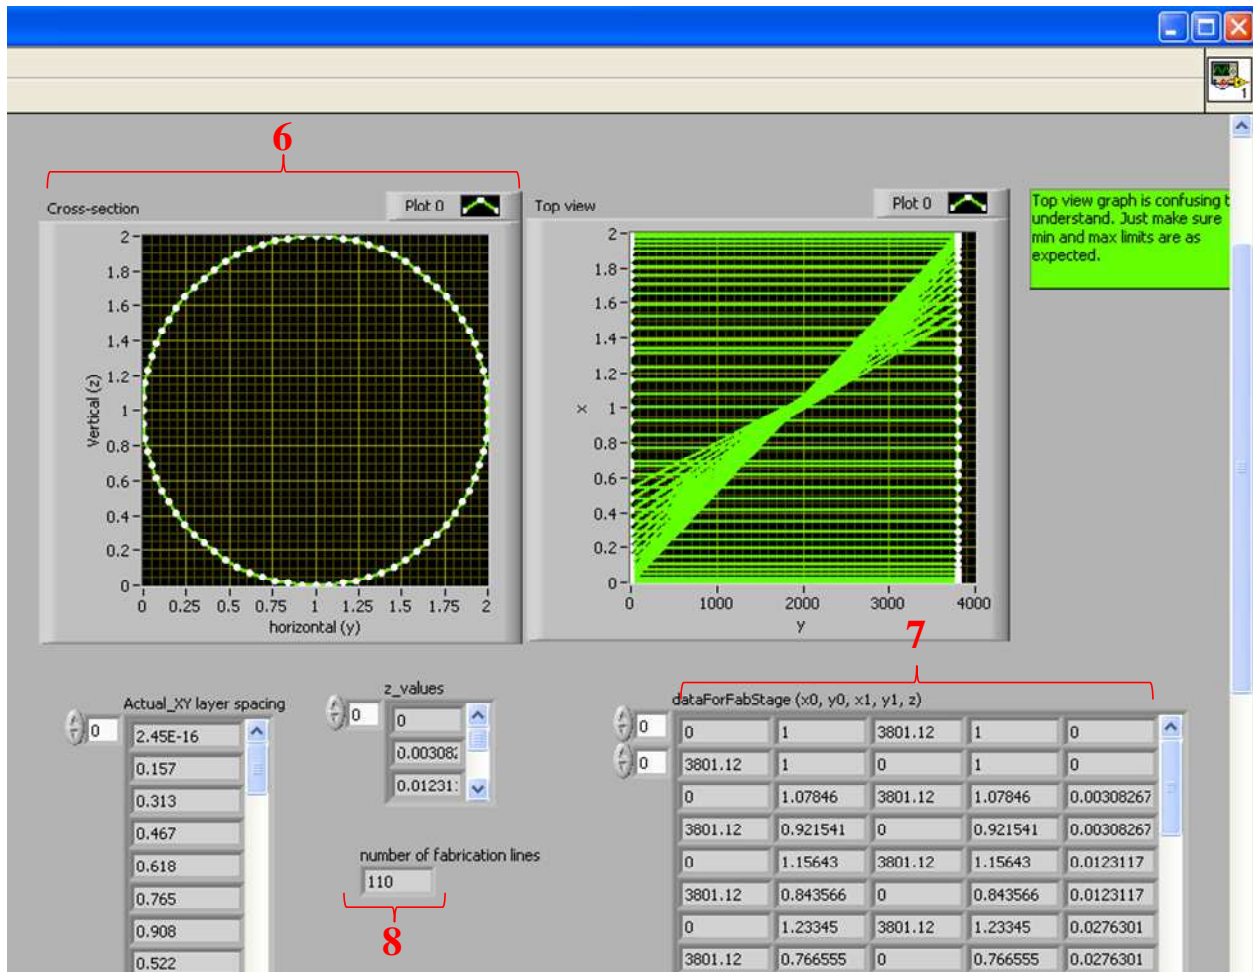 1
6
Cross-section
Plot 0
2
1.8
1.6
1.4
1.2
1
0.8
0.6
0.4
0.2
0
Vertical (z)
0 0.25 0.5 0.75 1 1.25 1.5 1.75 2
horizontal (y)
Top view
Plot 0
2
1.8
1.6
1.4
1.2
1
0.8
0.6
0.4
0.2
0
x
0 1000 2000 3000 4000
y
Top view graph is confusing t
understand. Just make sure
min and max limits are as
expected.
7
Actual_XY layer spacing
0
2.45E-16
0.157
0.313
0.467
0.618
0.765
0.908
0.522
z_values
0
0
0.00308
0.01231
number of fabrication lines
110
8
dataForFabStage (x0, y0, x1, y1, z)
0
0
0 1 3801.12 1 0
3801.12 1 0 1 0
0 1.07846 3801.12 1.07846 0.00308267
3801.12 0.921541 0 0.921541 0.00308267
0 1.15643 3801.12 1.15643 0.0123117
3801.12 0.843566 0 0.843566 0.0123117
0 1.23345 3801.12 1.23345 0.0276301
3801.12 0.766555 0 0.766555 0.0276301